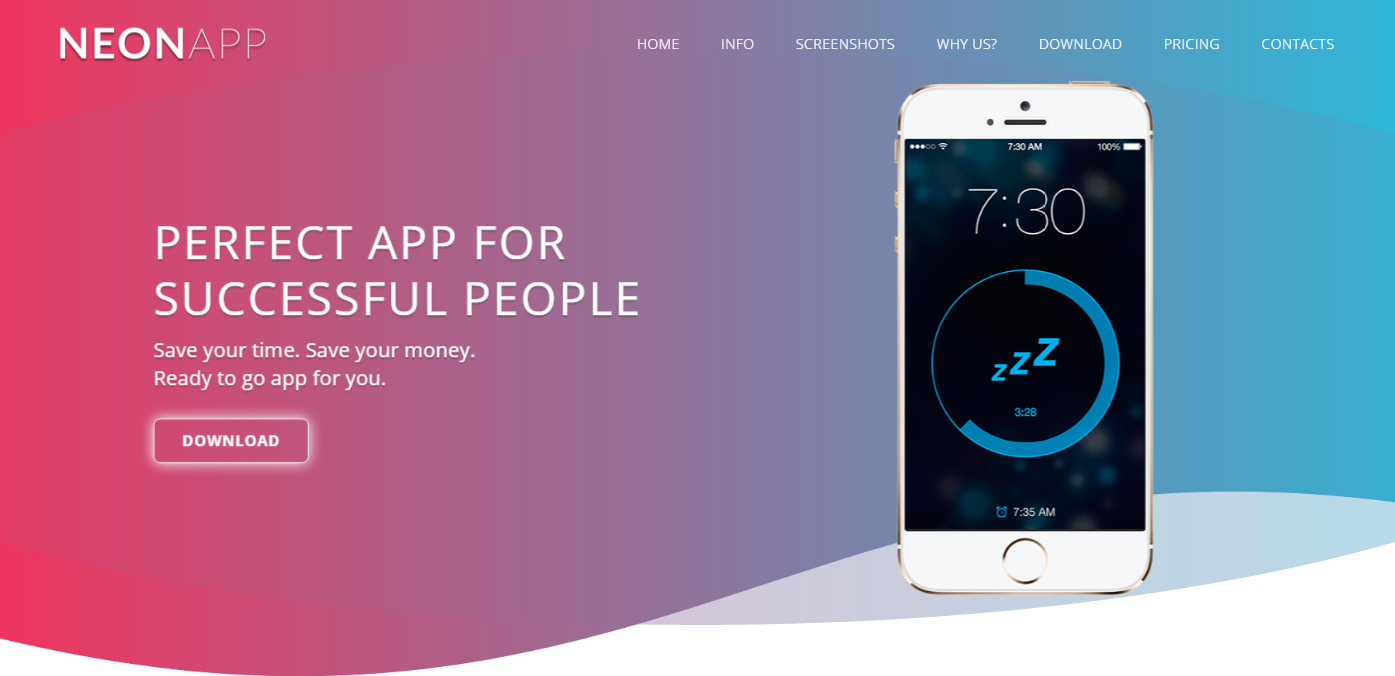 NEONAPP
HOME INFO SCREENSHOTS WHY US? DOWNLOAD PRICING CONTACTS
7:30 AM 100%
7:30
PERFECT APP FOR
SUCCESSFUL PEOPLE
Save your time. Save your money.
Ready to go app for you.
DOWNLOAD
zzZ
3:28
7:35 AM